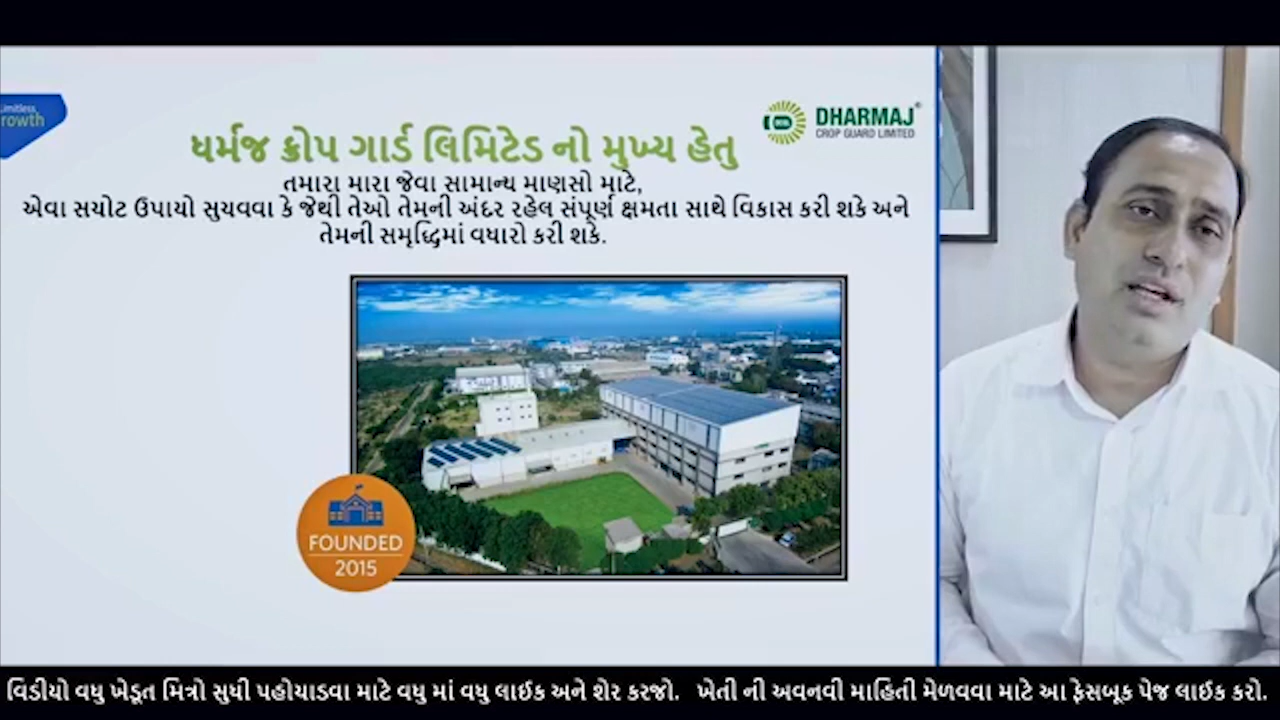 Limitless
rowth
DHARMAJ®
CROP GUARD LIMITED
ધર્મજ ક્રોપ ગાર્ડ લિમિટેડ નો મુખ્ય હેતુ
તમારા મારા જેવા સામાન્ય માણસો માટે,
એવા સચોટ ઉપાયો સુચવવા કે જેથી તેઓ તેમની અંદર રહેલ સંપૂર્ણ ક્ષમતા સાથે વિકાસ કરી શકે અને
તેમની સમૃદ્ધિમાં વધારો કરી શકે.
FOUNDED
2015
વિડીયો વધુ ખેડૂત મિત્રો સુધી પહોચાડવા માટે વધુ માં વધુ લાઈક અને શેર કરજો. ખેતી ની અવનવી માહિતી મેળવવા માટે આ ફેસબૂક પેજ લાઈક કરો.